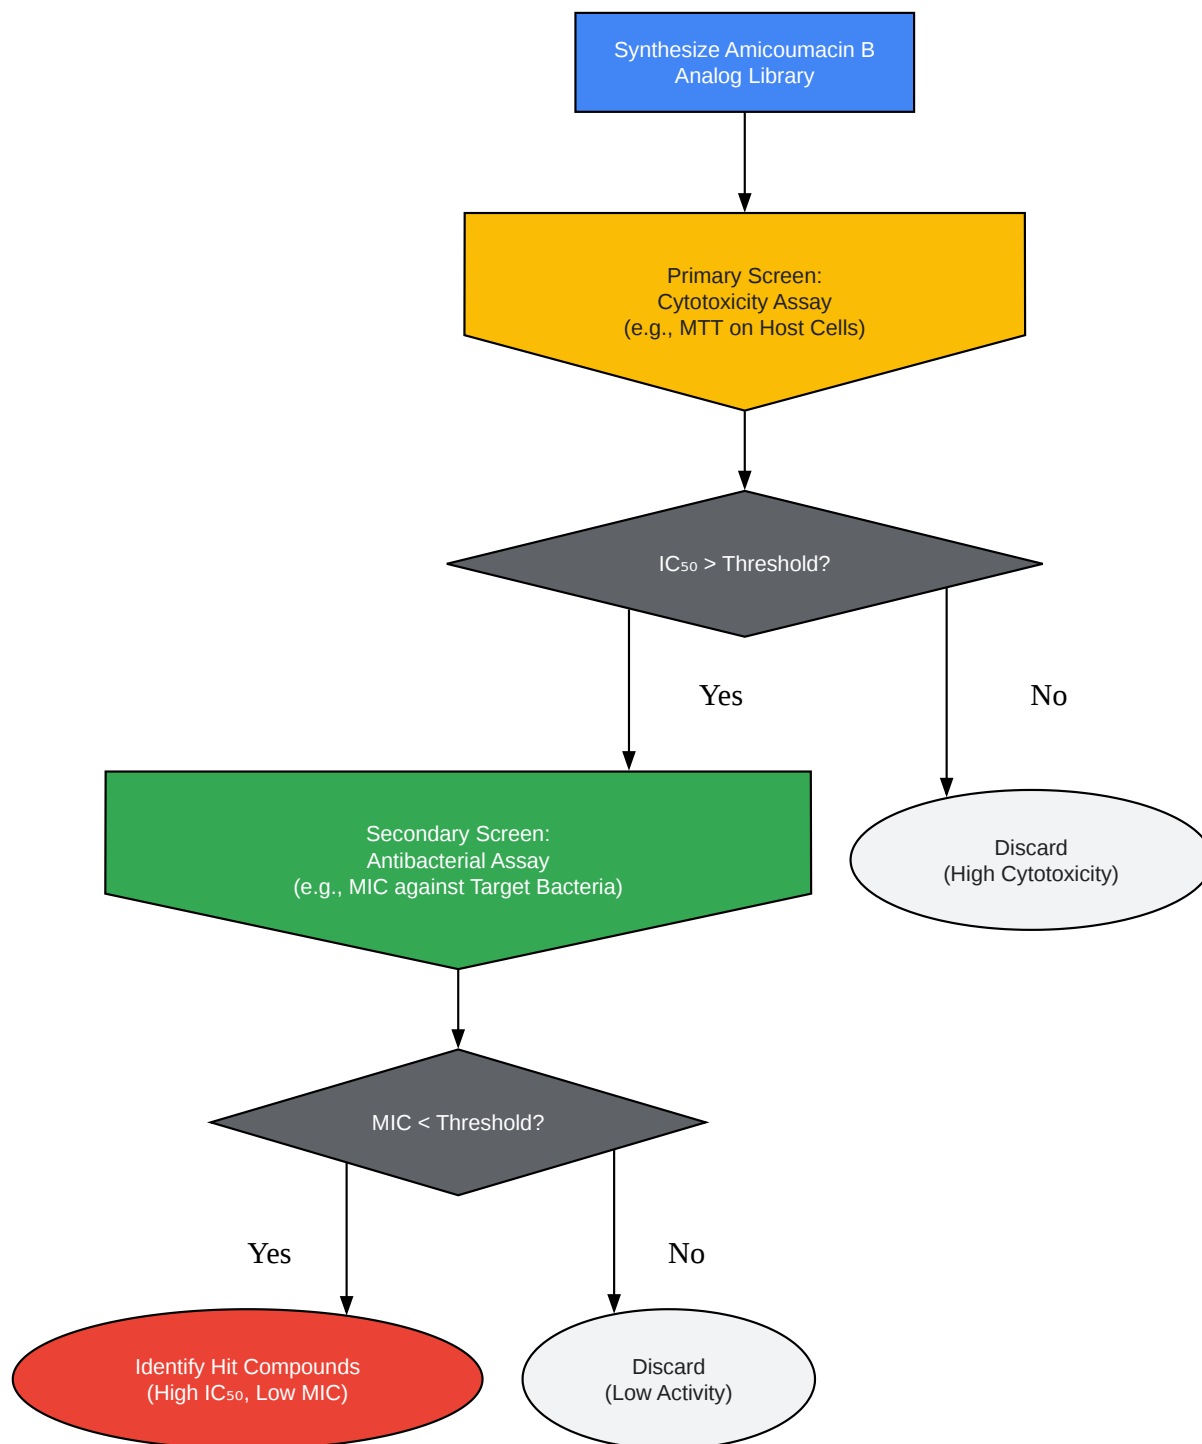 Synthesize Amicoumacin B
Analog Library
Primary Screen:
Cytotoxicity Assay
(e.g., MTT on Host Cells)
IC₅₀ > Threshold?
Yes
No
Secondary Screen:
Antibacterial Assay
(e.g., MIC against Target Bacteria)
Discard
(High Cytotoxicity)
MIC < Threshold?
Yes
No
Identify Hit Compounds
(High IC₅₀, Low MIC)
Discard
(Low Activity)